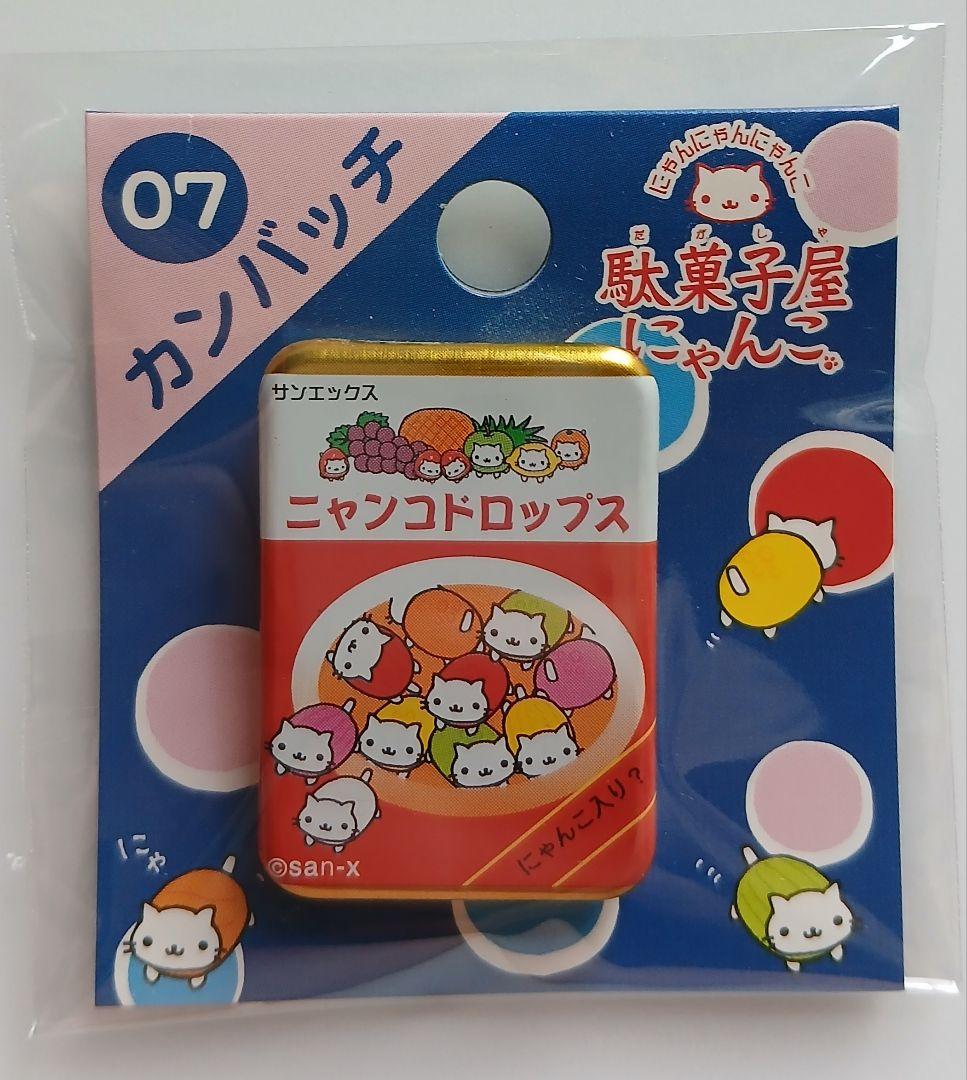 07
カンバッチ
にゃんにゃんにゃんこ
だがしや
駄菓子屋
にゃんこ
サンエックス
ニャンコドロップス
にゃんこ入り？
©san-x
にゃ